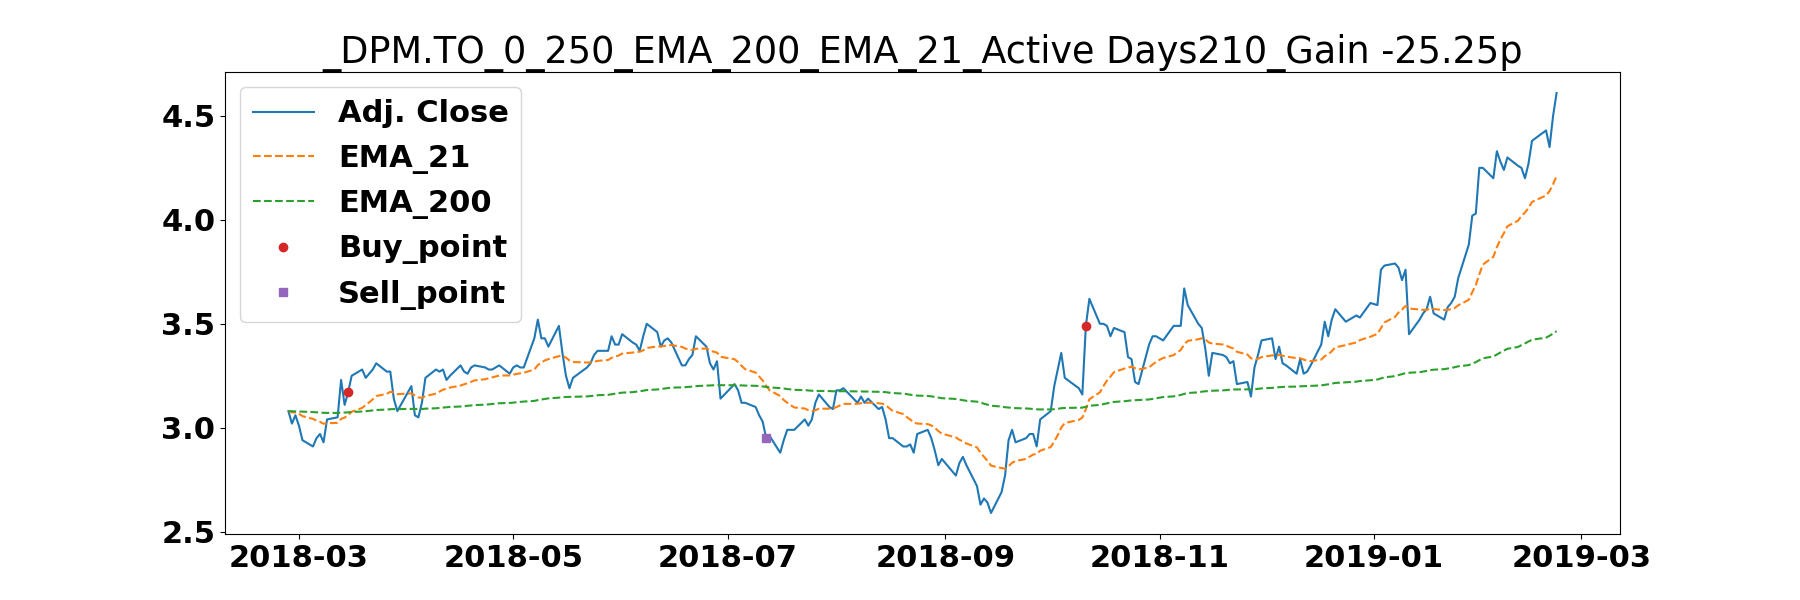 _DPM.TO_0_250_EMA_200_EMA_21_Active Days210_Gain -25.25p
Adj. Close
EMA_21
EMA_200
Buy_point
Sell_point
4.5
4.0
3.5
3.0
2.5
2018-03 2018-05 2018-07 2018-09 2018-11 2019-01 2019-03